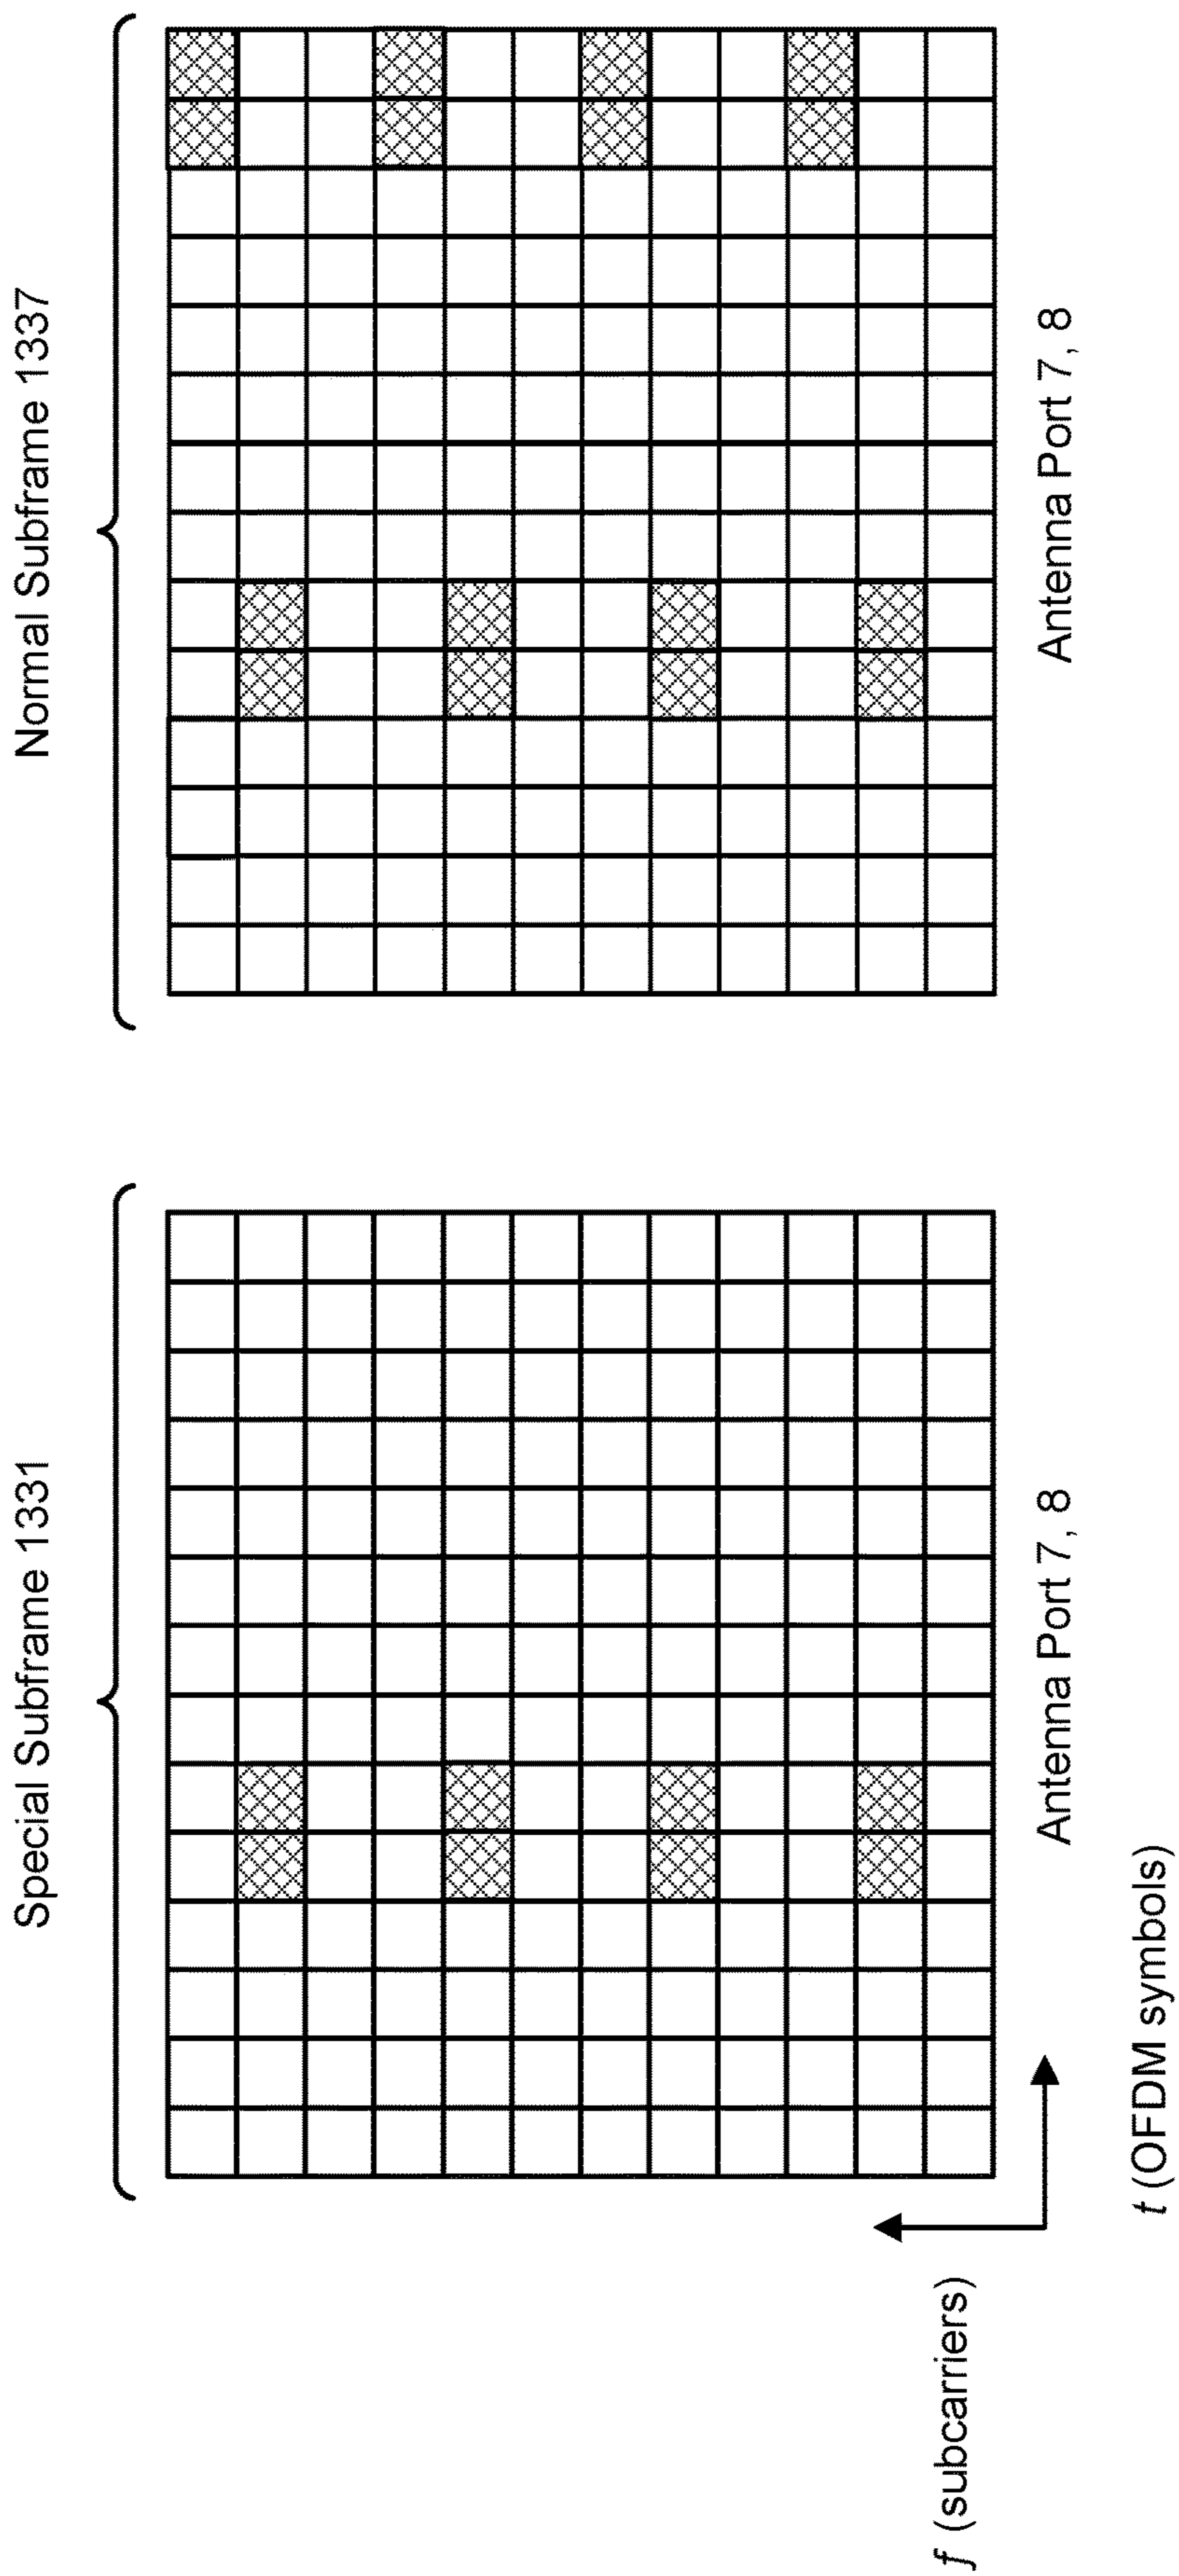 Special Subframe 1331
Normal Subframe 1337
Antenna Port 7, 8
Antenna Port 7, 8
f (subcarriers)
t (OFDM symbols)